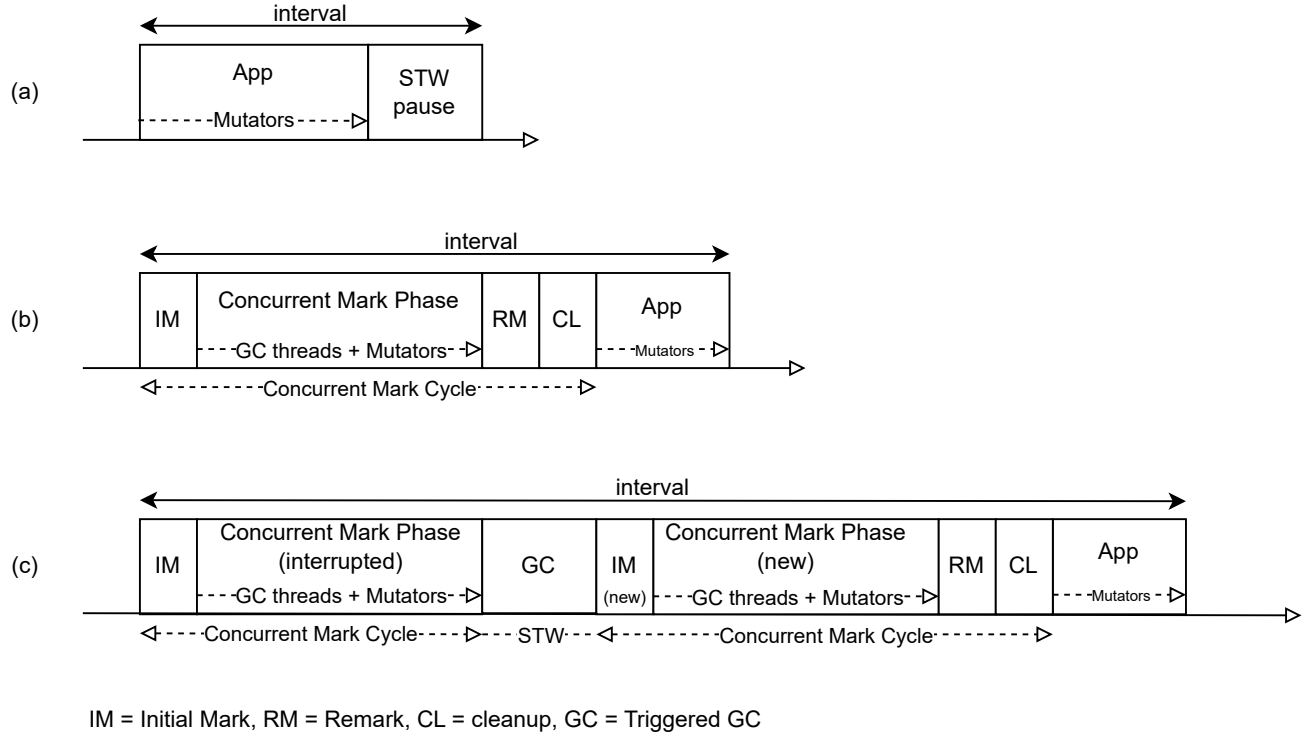 interval
(a)
App
Mutators
STW
pause
interval
(b)
IM
Concurrent Mark Phase
GC threads + Mutators
RM
CL
App
Mutators
Concurrent Mark Cycle
interval
(c)
IM
Concurrent Mark Phase
(interrupted)
GC threads + Mutators
GC
IM
(new)
Concurrent Mark Phase
(new)
GC threads + Mutators
RM
CL
App
Mutators
Concurrent Mark Cycle
STW
Concurrent Mark Cycle
IM = Initial Mark, RM = Remark, CL = cleanup, GC = Triggered GC